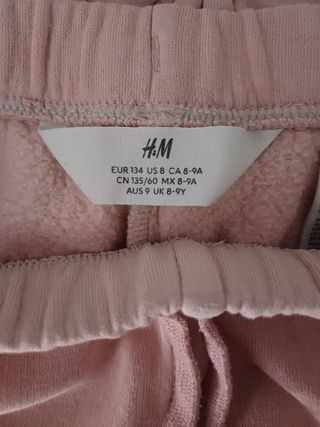 H&M
EUR 134 US 8 CA 8-9A
CN 135/60 MX 8-9A
AUS 9 UK 8-9Y